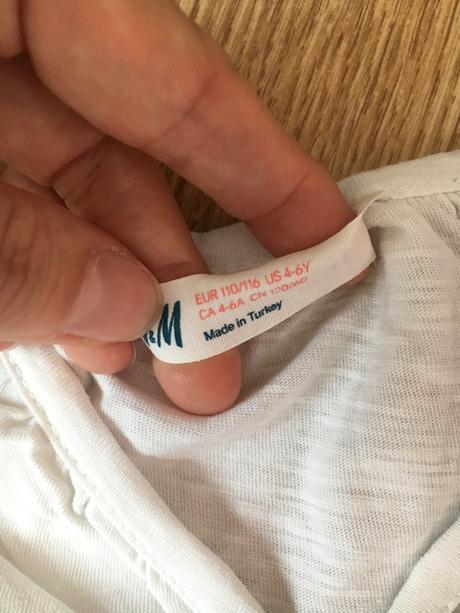 &M
EUR 110/116 US 4-6Y
CA 4-6A CN 120/60
Made in Turkey